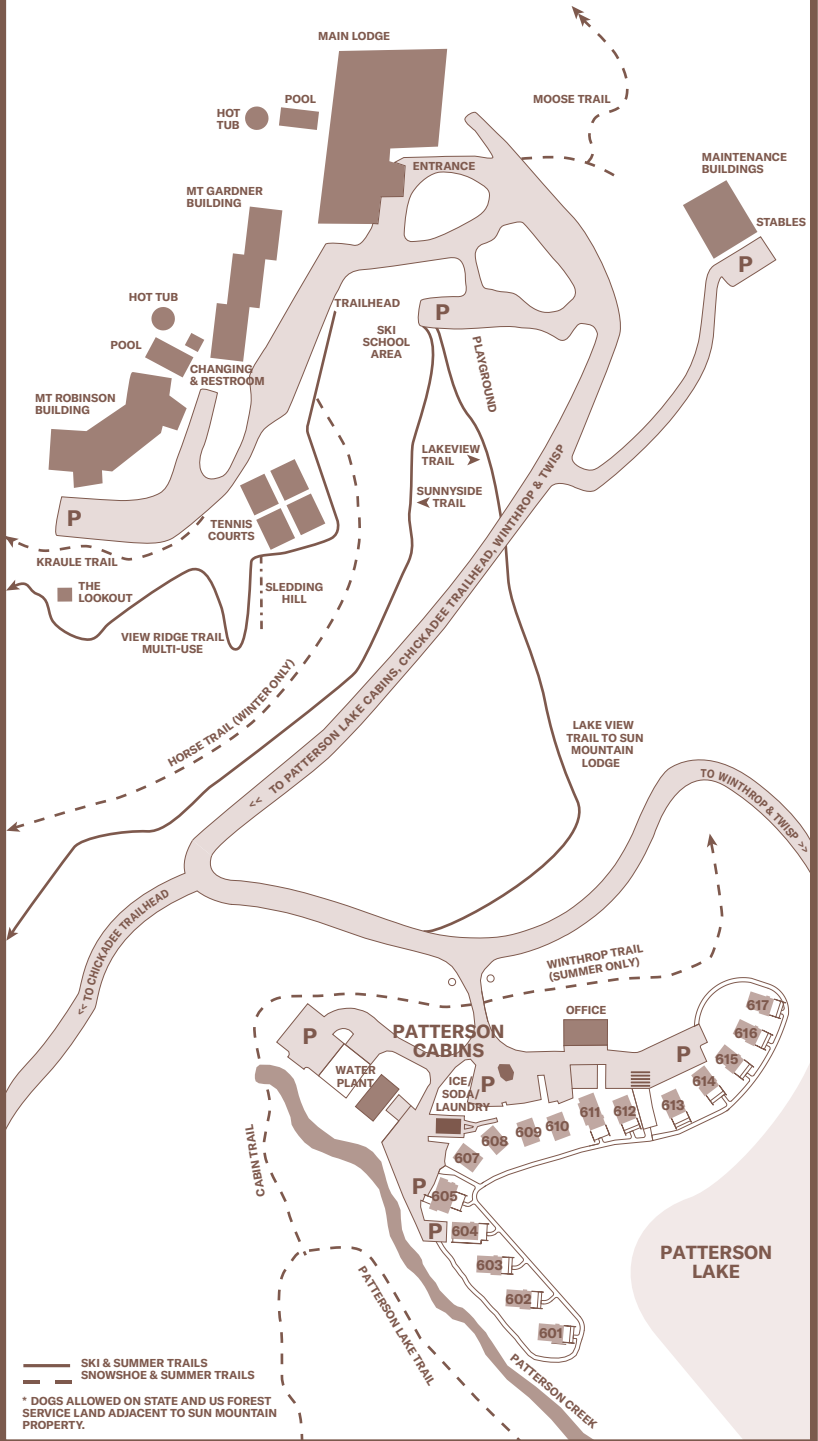 MAIN LODGE
MOOSE TRAIL
POOL
HOT
TUB
ENTRANCE
MAINTENANCE
BUILDINGS
STABLES
P
MT GARDNER
BUILDING
HOT TUB
TRAILHEAD
P
SKI
SCHOOL
AREA
PLAYGROUND
POOL
CHANGING
& RESTROOM
MT ROBINSON
BUILDING
LAKEVIEW
TRAIL
SUNNYSIDE
TRAIL
P
TENNIS
COURTS
KRAULE TRAIL
THE
LOOKOUT
SLEDDING
HILL
VIEW RIDGE TRAIL
MULTI-USE
HORSE TRAIL (WINTER ONLY)
<< TO PATTERSON LAKE CABINS, CHICKADEE TRAILHEAD, WINTHROP & TWISP
LAKE VIEW
TRAIL TO SUN
MOUNTAIN
LODGE
TO WINTHROP & TWISP >>
<< TO CHICKADEE TRAILHEAD
WINTHROP TRAIL
(SUMMER ONLY)
OFFICE
P
PATTERSON
CABINS
P
WATER
PLANT
ICE/
SODA/
LAUNDRY
P
617
616
615
614
613
612
611
610
609
608
607
P
605
P
604
603
602
601
CABIN TRAIL
PATTERSON LAKE TRAIL
PATTERSON
LAKE
PATTERSON CREEK
SKI & SUMMER TRAILS
SNOWSHOE & SUMMER TRAILS
* DOGS ALLOWED ON STATE AND US FOREST
SERVICE LAND ADJACENT TO SUN MOUNTAIN
PROPERTY.